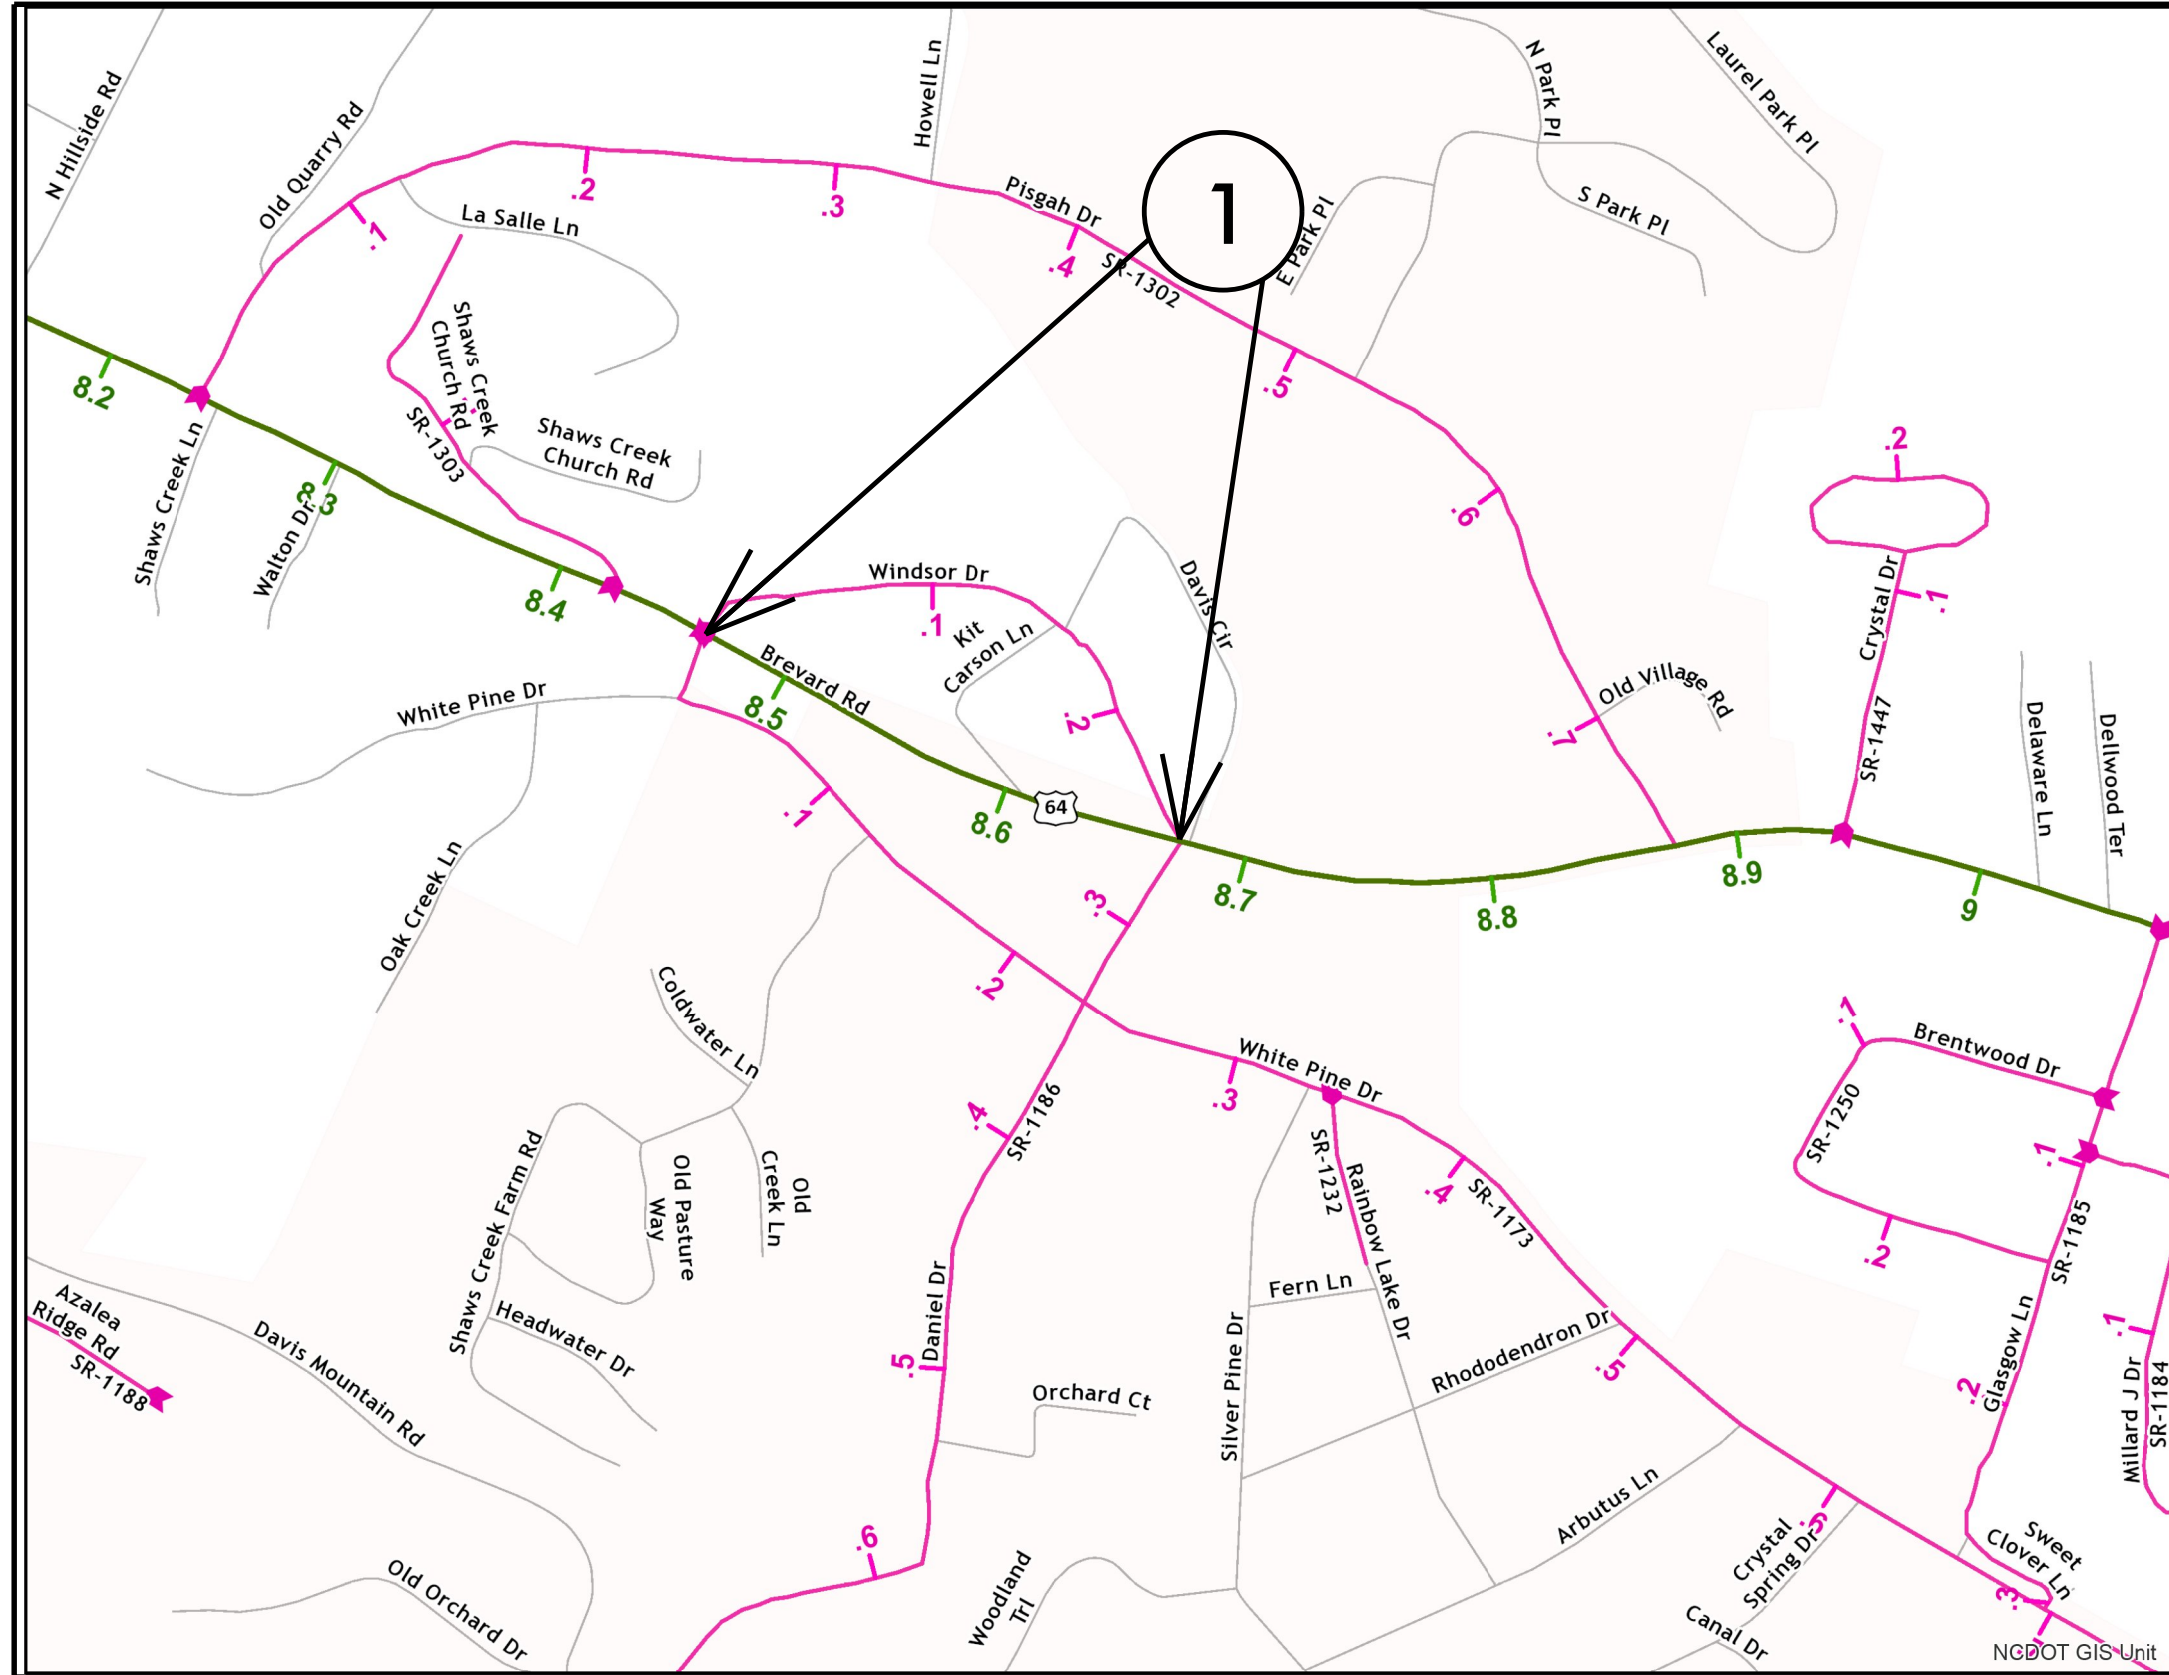 N Hillside Rd
Old Quarry Rd
Howell Ln
N Park Pl
Laurel Park Pl
.2
.3
.1
La Salle Ln
Pisgah Dr
1
.4
SR-1302
E Park Pl
S Park Pl
Shaws Creek
Church Rd
SR-1303
.5
8.2
Shaws Creek Ln
8.3
Walton Dr
Shaws Creek
Church Rd
.6
.2
8.4
Windsor Dr
.1
Kit
Carson Ln
Davis Cir
Crystal Dr
.1
White Pine Dr
Brevard Rd
8.5
.2
Old Village Rd
.7
SR-1447
Delaware Ln
Dellwood Ter
.1
8.6
64
8.7
8.8
8.9
9
Oak Creek Ln
.3
.2
Coldwater Ln
White Pine Dr
.3
.1
Brentwood Dr
.4
SR-1186
SR-1250
.1
Old Pasture
Way
Old
Creek Ln
SR-1232
Rainbow Lake Dr
.4
SR-1173
.2
SR-1185
Shaws Creek Farm Rd
Azalea
Ridge Rd
SR-1188
Davis Mountain Rd
Headwater Dr
Daniel Dr
.5
Fern Ln
Silver Pine Dr
Rhododendron Dr
.5
Glasgow Ln
.2
.1
Millard J Dr
SR-1184
Orchard Ct
Arbutus Ln
.6
Old Orchard Dr
Woodland
Trl
Crystal
Spring Dr
.6
Sweet
Clover Ln
.3
Canal Dr
NCDOT GIS Unit